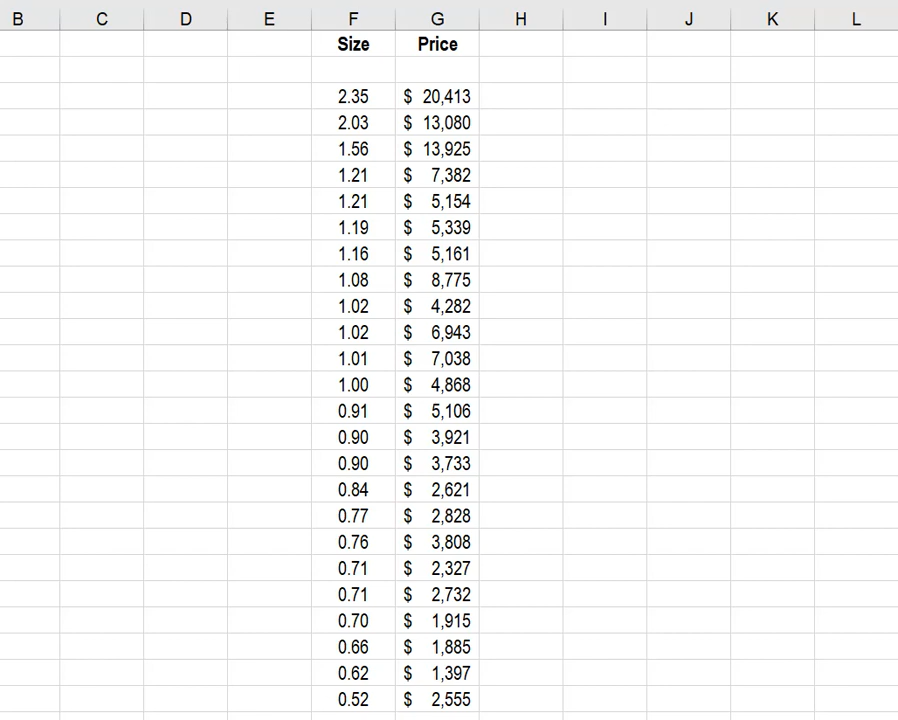 B C D E F G H I J K L
Size Price
2.35 $ 20,413
2.03 $ 13,080
1.56 $ 13,925
1.21 $ 7,382
1.21 $ 5,154
1.19 $ 5,339
1.16 $ 5,161
1.08 $ 8,775
1.02 $ 4,282
1.02 $ 6,943
1.01 $ 7,038
1.00 $ 4,868
0.91 $ 5,106
0.90 $ 3,921
0.90 $ 3,733
0.84 $ 2,621
0.77 $ 2,828
0.76 $ 3,808
0.71 $ 2,327
0.71 $ 2,732
0.70 $ 1,915
0.66 $ 1,885
0.62 $ 1,397
0.52 $ 2,555